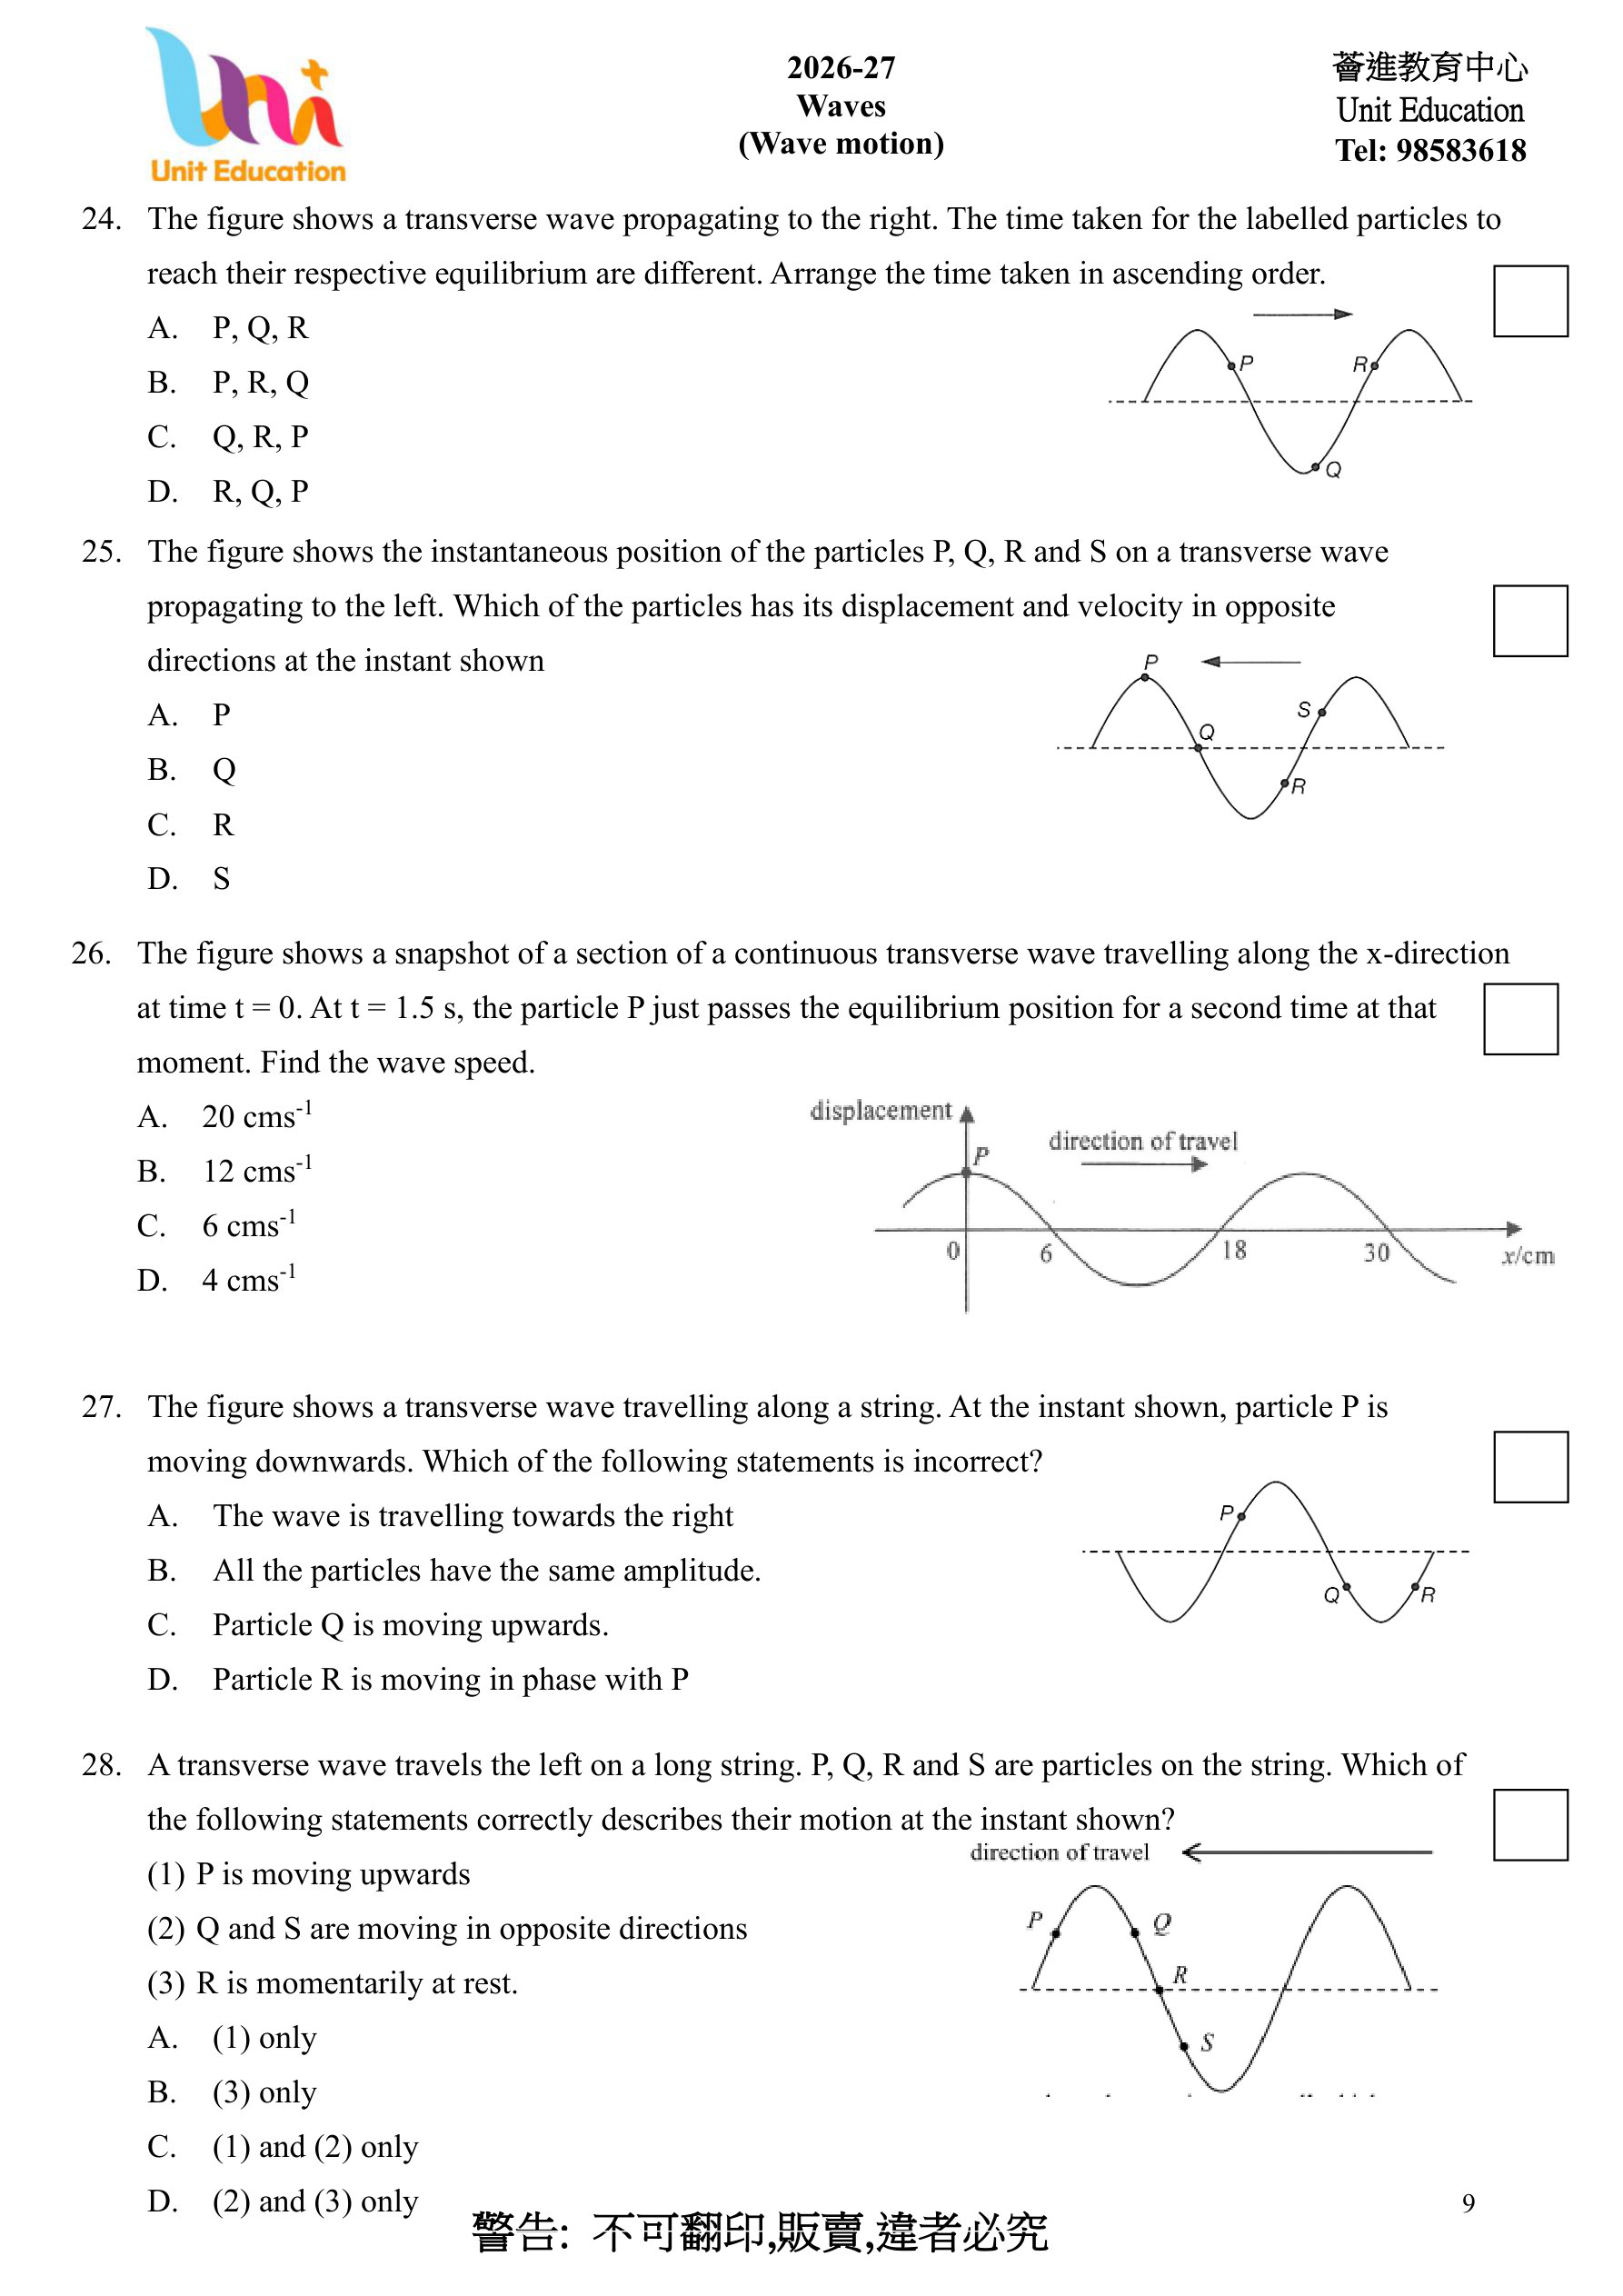 Unit Education
2026-27
Waves
(Wave motion)
薈進教育中心
Unit Education
Tel: 98583618
24. The figure shows a transverse wave propagating to the right. The time taken for the labelled particles to
reach their respective equilibrium are different. Arrange the time taken in ascending order.
A. P, Q, R
B. P, R, Q
C. Q, R, P
D. R, Q, P
P
R
Q
25. The figure shows the instantaneous position of the particles P, Q, R and S on a transverse wave
propagating to the left. Which of the particles has its displacement and velocity in opposite
directions at the instant shown
A. P
B. Q
C. R
D. S
P
Q
S
R
26. The figure shows a snapshot of a section of a continuous transverse wave travelling along the x-direction
at time t = 0. At t = 1.5 s, the particle P just passes the equilibrium position for a second time at that
moment. Find the wave speed.
A. 20 cms⁻¹
B. 12 cms⁻¹
C. 6 cms⁻¹
D. 4 cms⁻¹
displacement
P
direction of travel
0 6 18 30 x/cm
27. The figure shows a transverse wave travelling along a string. At the instant shown, particle P is
moving downwards. Which of the following statements is incorrect?
A. The wave is travelling towards the right
B. All the particles have the same amplitude.
C. Particle Q is moving upwards.
D. Particle R is moving in phase with P
P
Q
R
28. A transverse wave travels the left on a long string. P, Q, R and S are particles on the string. Which of
the following statements correctly describes their motion at the instant shown?
(1) P is moving upwards
(2) Q and S are moving in opposite directions
(3) R is momentarily at rest.
A. (1) only
B. (3) only
C. (1) and (2) only
D. (2) and (3) only
direction of travel
P
Q
R
S
9
警告: 不可翻印,販賣,違者必究